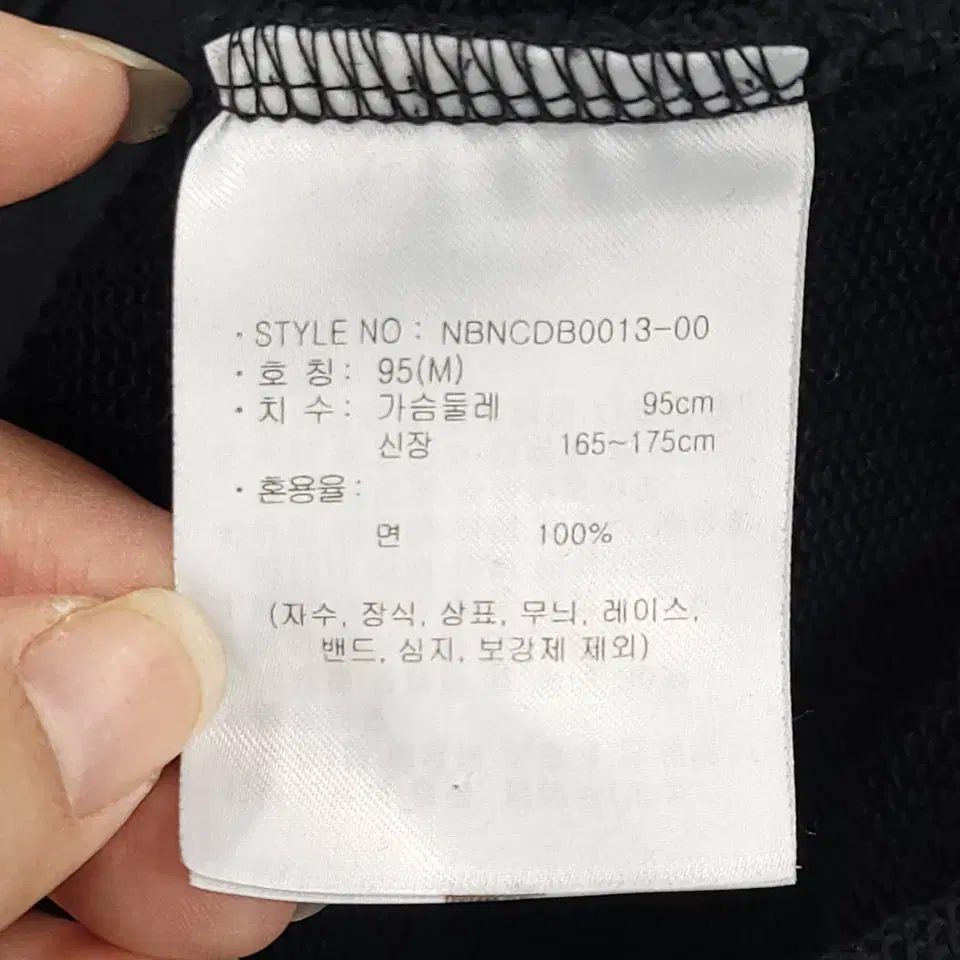 · STYLE NO : NBNCDB0013-00
· 호 칭 : 95(M)
· 치 수 : 가슴둘레 95cm
신장 165~175cm
· 혼용율 :
면 100%
(자수, 장식, 상표, 무늬, 레이스,
밴드, 심지, 보강제 제외)